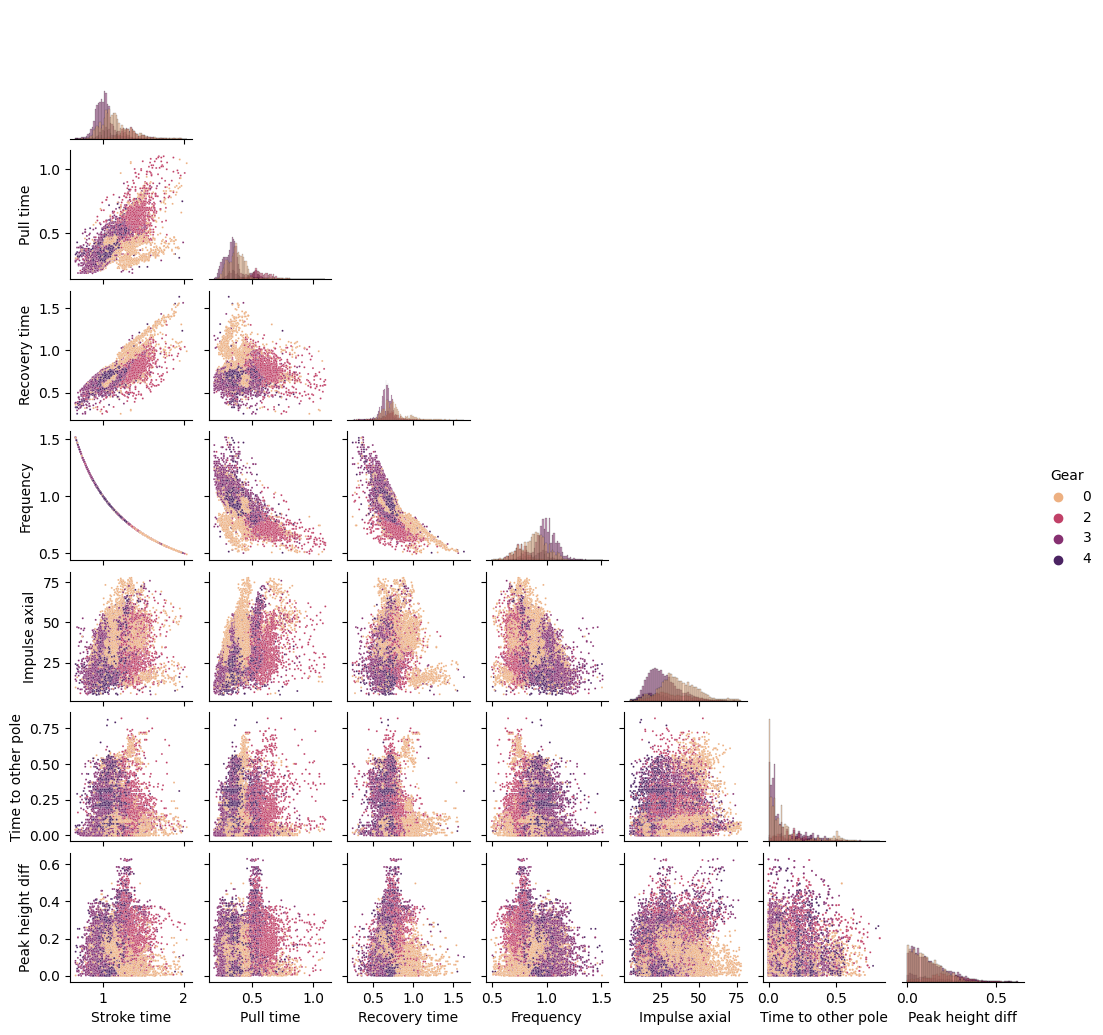 1.0
Pull time
0.5
1.5
Recovery time
1.0
0.5
1.5
Frequency
1.0
0.5
Gear
0
2
3
4
75
Impulse axial
50
25
0.75
Time to other pole
0.50
0.25
0.00
0.6
Peak height diff
0.4
0.2
0.0
1 2 0.5 1.0 0.5 1.0 1.5 0.5 1.0 1.5 25 50 75 0.0 0.5 0.0 0.5
Stroke time Pull time Recovery time Frequency Impulse axial Time to other pole Peak height diff